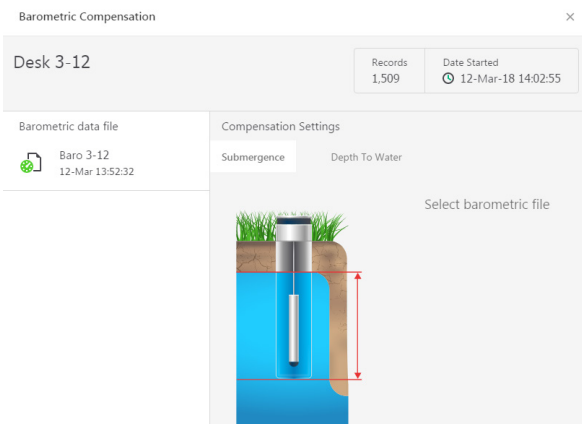 Barometric Compensation
Desk 3-12
Records
1,509
Date Started
12-Mar-18 14:02:55
Barometric data file
Baro 3-12
12-Mar 13:52:32
Compensation Settings
Submergence
Depth To Water
Select barometric file